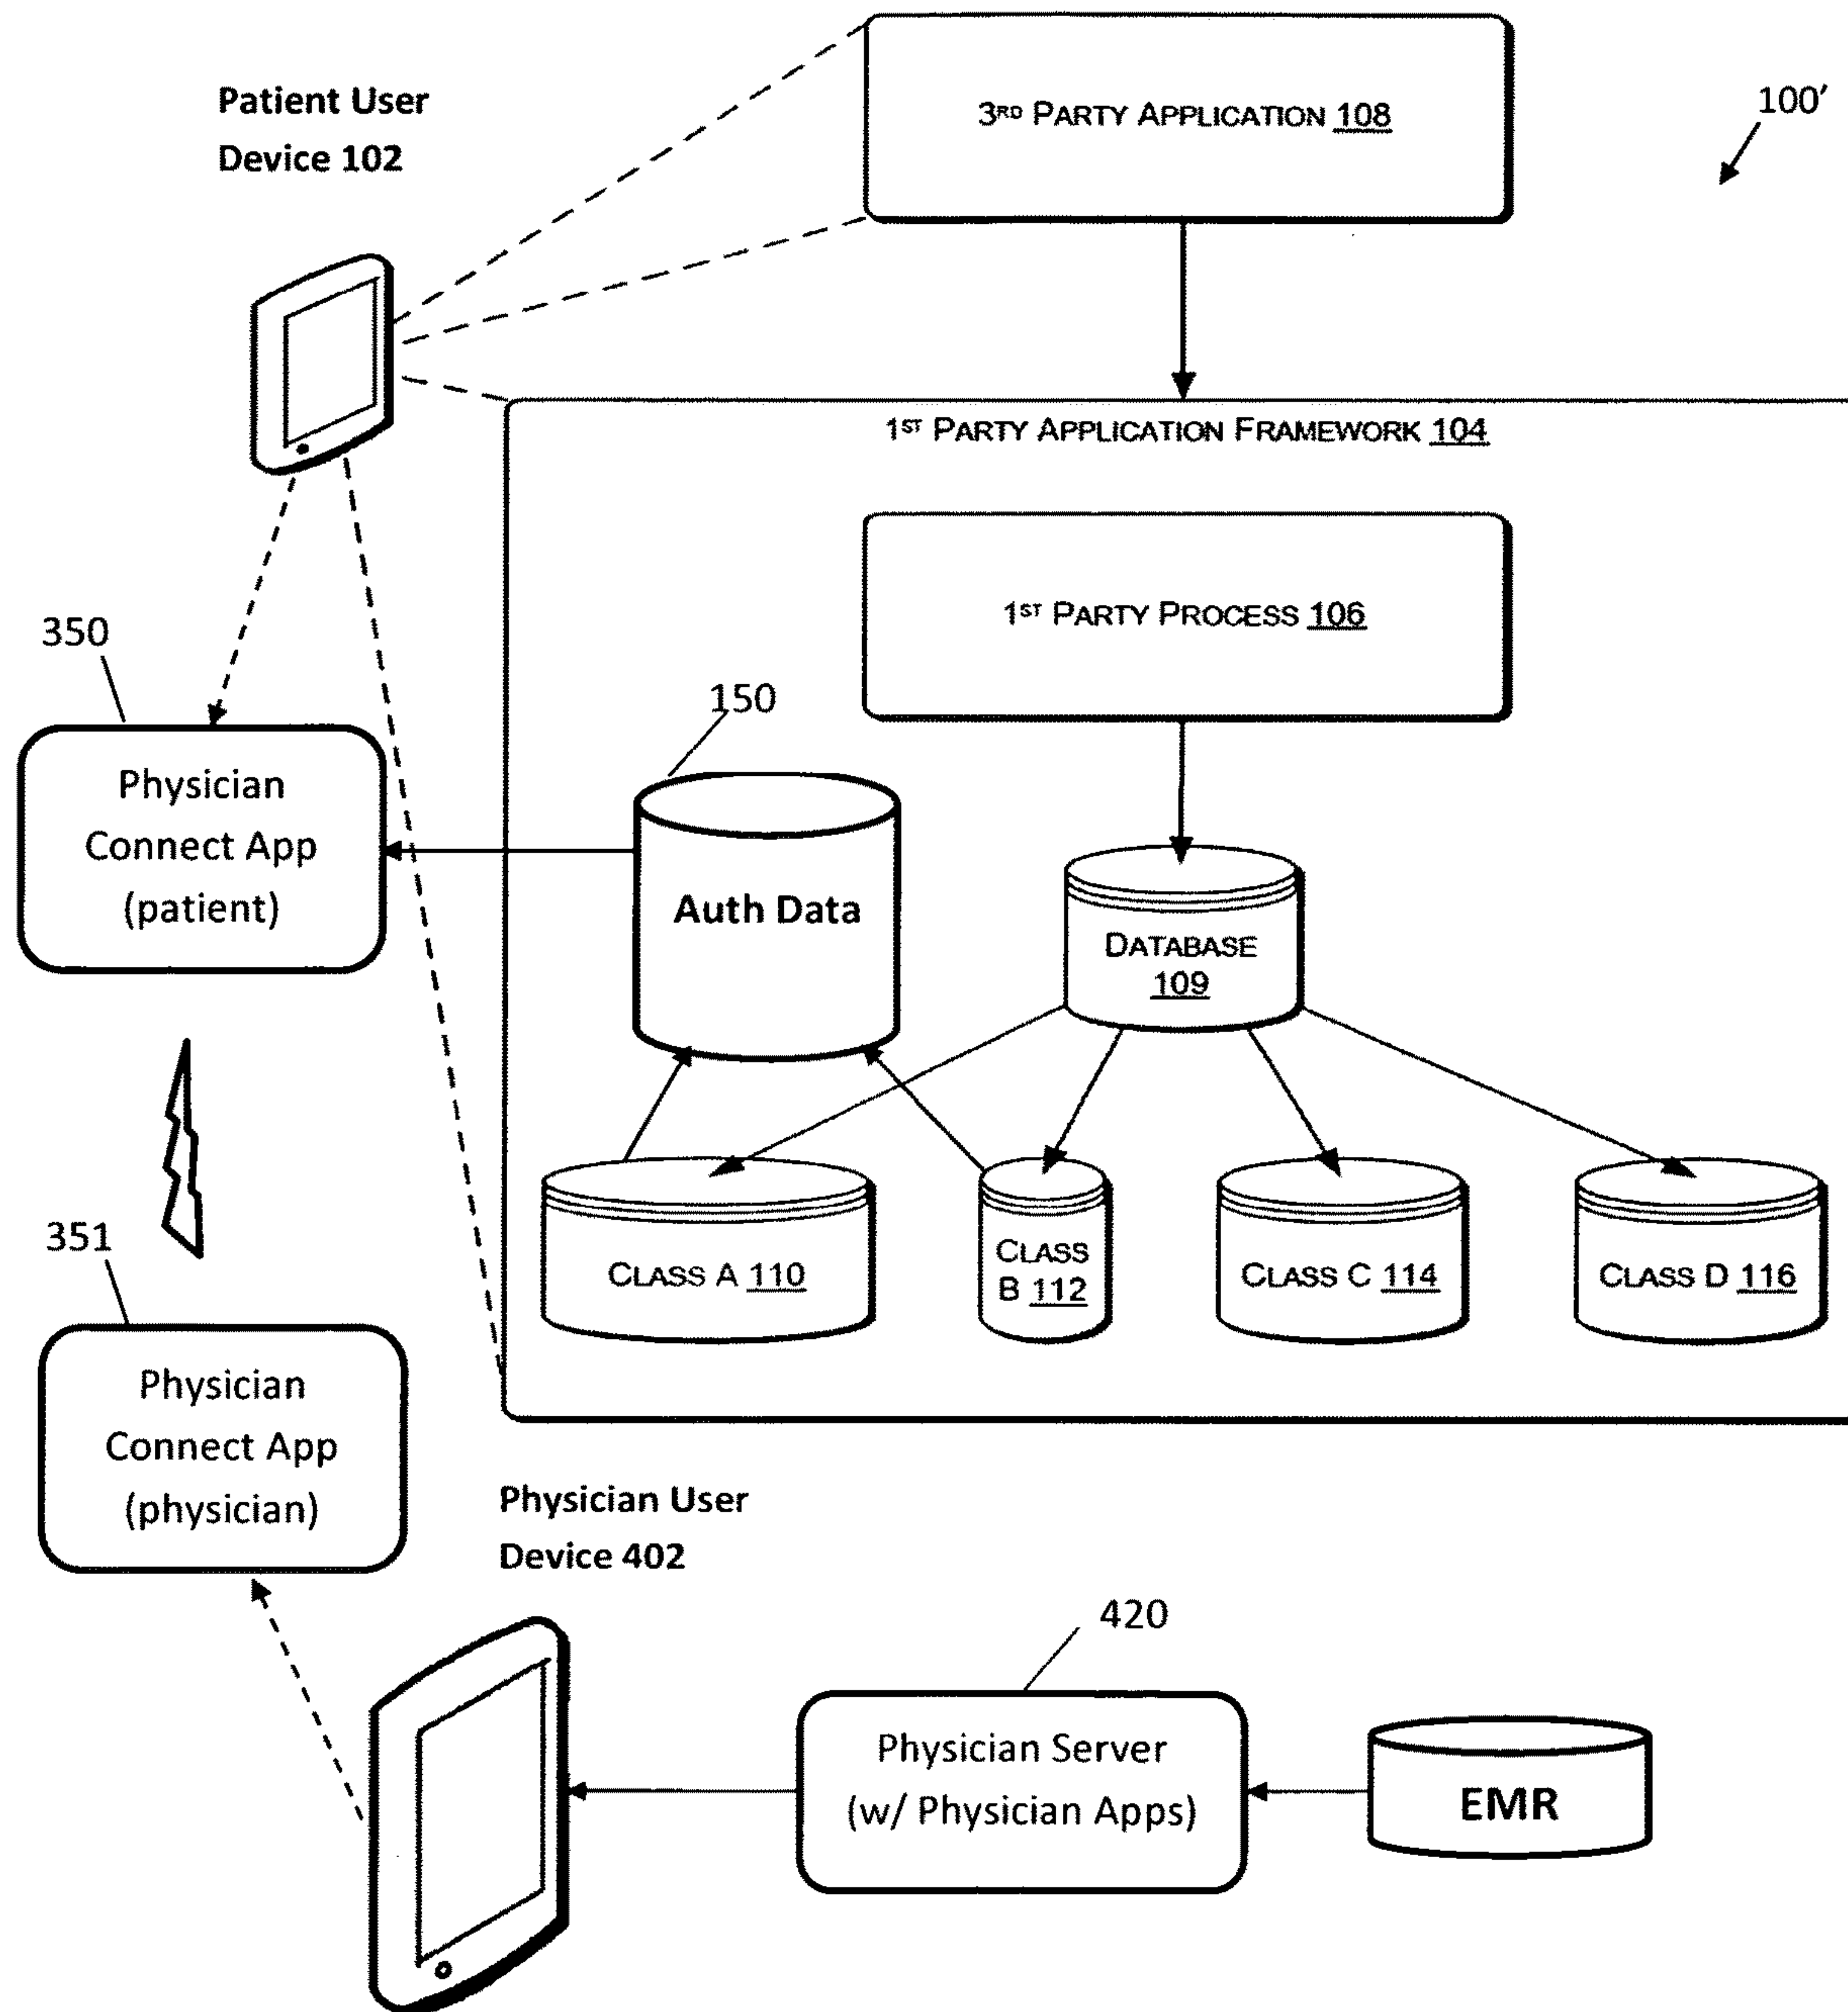 Patient User
Device 102
3RD PARTY APPLICATION 108
100'
1ST PARTY APPLICATION FRAMEWORK 104
1ST PARTY PROCESS 106
350
Physician
Connect App
(patient)
150
Auth Data
DATABASE
109
CLASS A 110
CLASS
B 112
CLASS C 114
CLASS D 116
351
Physician
Connect App
(physician)
Physician User
Device 402
420
Physician Server
(w/ Physician Apps)
EMR